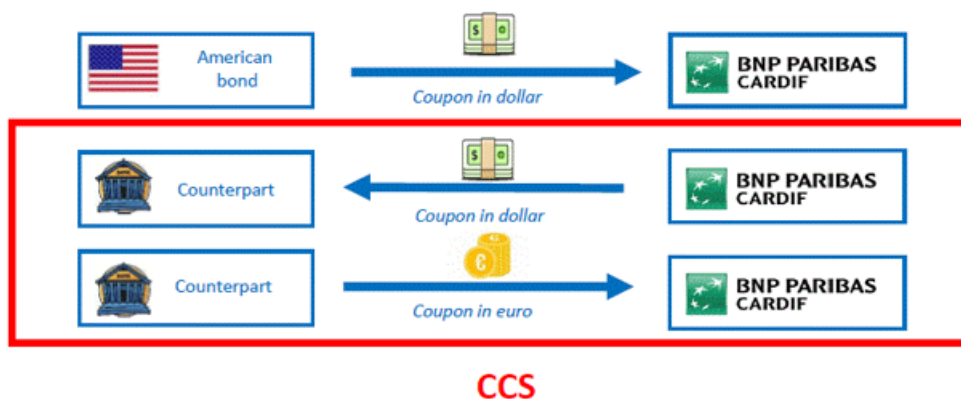 American
bond
$
Coupon in dollar
BNP PARIBAS
CARDIF
Counterpart
$
Coupon in dollar
BNP PARIBAS
CARDIF
Counterpart
€
Coupon in euro
BNP PARIBAS
CARDIF
CCS